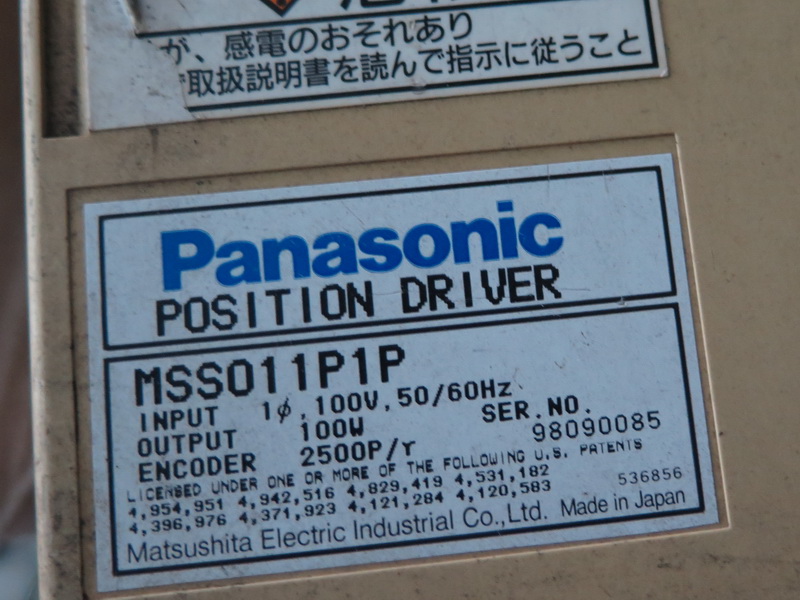 が、感電のおそれあり
取扱説明書を読んで指示に従うこと
Panasonic
POSITION DRIVER
MSS011P1P
INPUT 1φ,100V,50/60Hz
OUTPUT 100W SER.NO.
ENCODER 2500P/r 98090085
LICENSED UNDER ONE OR MORE OF THE FOLLOWING U.S. PATENTS
4,954,951 4,942,516 4,829,419 4,531,182 536856
4,396,976 4,371,923 4,121,284 4,120,583
Matsushita Electric Industrial Co.,Ltd. Made in Japan